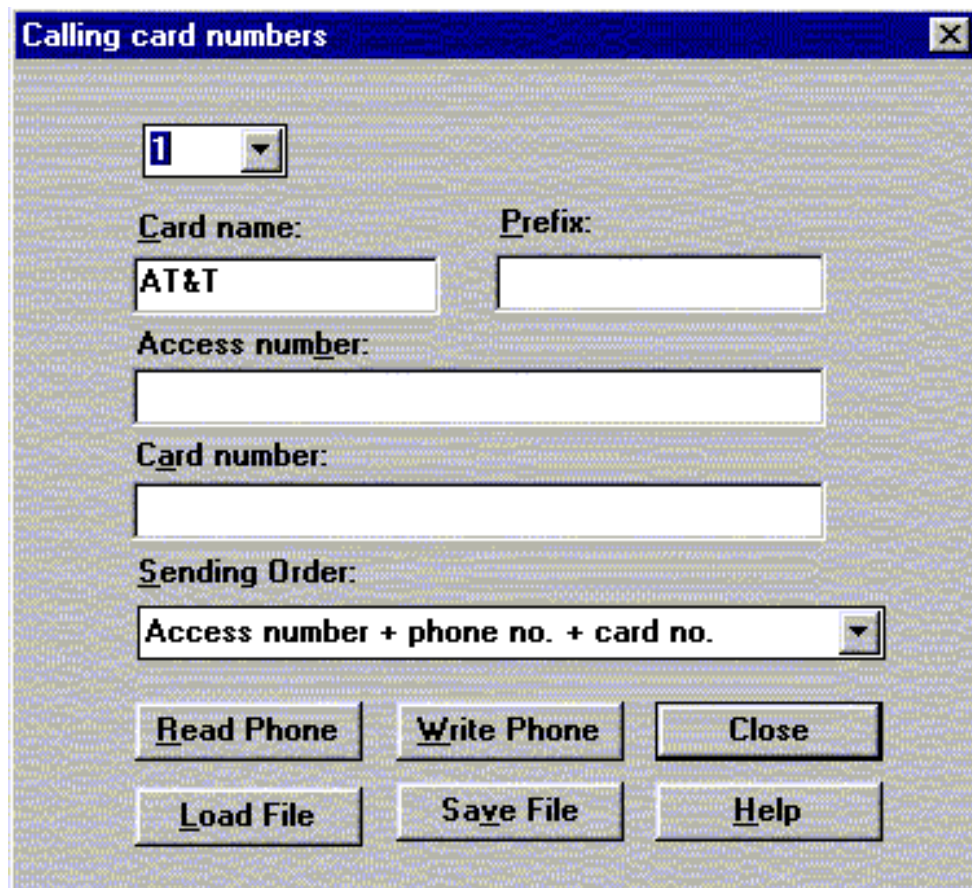 Calling card numbers
1
Card name: Prefix:
AT&T
Access number:
Card number:
Sending Order:
Access number + phone no. + card no.
Read Phone Write Phone Close
Load File Save File Help